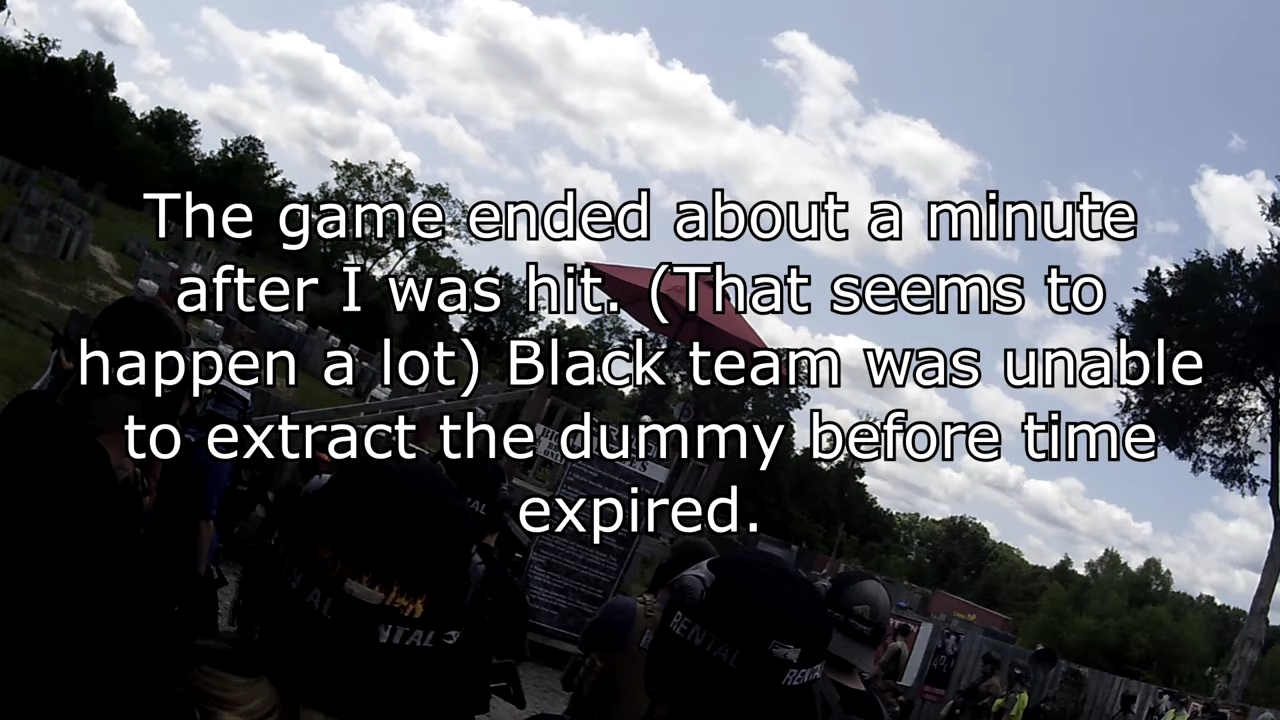 The game ended about a minute
after I was hit. (That seems to
happen a lot) Black team was unable
to extract the dummy before time
expired.
RENTAL